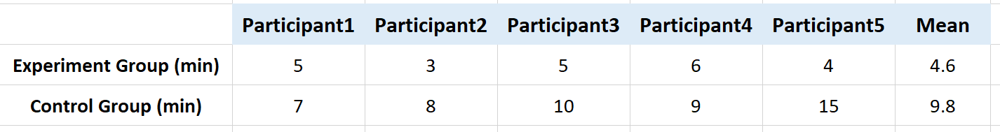 Participant1 Participant2 Participant3 Participant4 Participant5 Mean
Experiment Group (min) 5 3 5 6 4 4.6
Control Group (min) 7 8 10 9 15 9.8